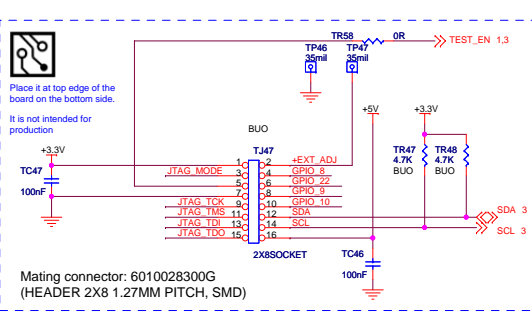 TR58 0R
TEST_EN 1,3
TP46 TP47
35mil 35mil
Place it at top edge of the
board on the bottom side.
It is not intended for
production
+5V +3.3V
BUO
+3.3V
TJ47
TR47 TR48
4.7K 4.7K
BUO BUO
TC47
100nF
1 2 +EXT_ADJ
JTAG_MODE 3 4 GPIO_8
5 6 GPIO_22
7 8 GPIO_9
JTAG_TCK 9 10 GPIO_10
JTAG_TMS 11 12 SDA
JTAG_TDI 13 14 SCL
JTAG_TDO 15 16
SDA 3
SCL 3
2X8SOCKET
TC46
100nF
Mating connector: 6010028300G
(HEADER 2X8 1.27MM PITCH, SMD)